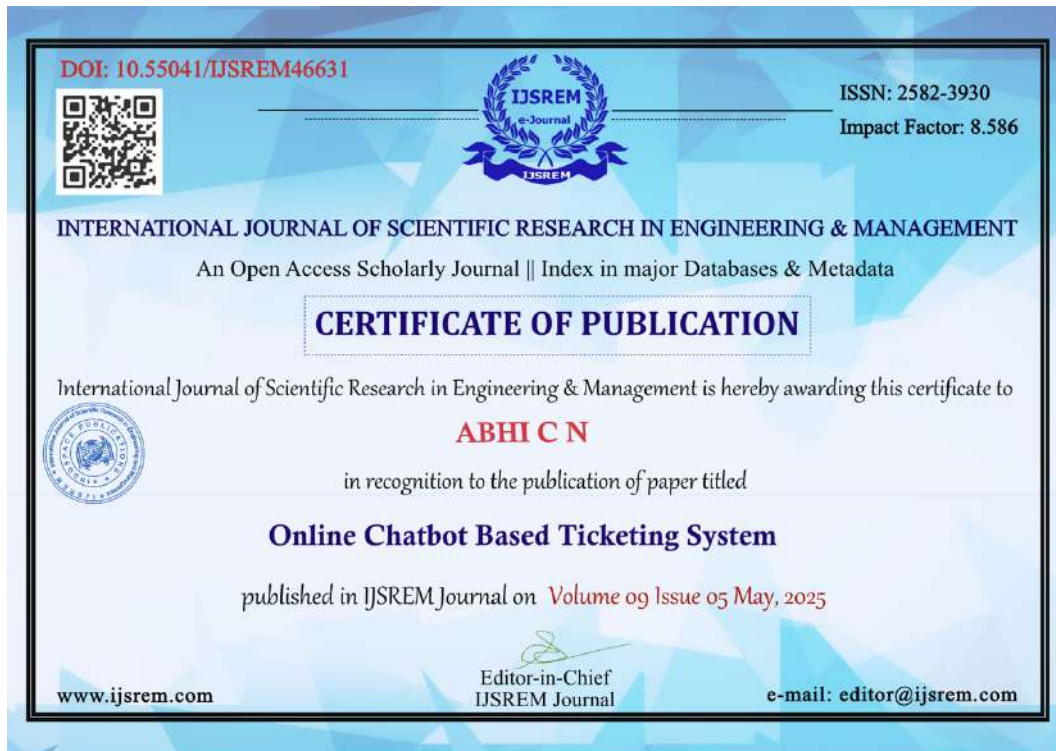 DOI: 10.55041/IJSREM46631
IJSREM
e-Journal
IJSREM
ISSN: 2582-3930
Impact Factor: 8.586
INTERNATIONAL JOURNAL OF SCIENTIFIC RESEARCH IN ENGINEERING & MANAGEMENT
An Open Access Scholarly Journal || Index in major Databases & Metadata
CERTIFICATE OF PUBLICATION
International Journal of Scientific Research in Engineering & Management is hereby awarding this certificate to
ABHI C N
in recognition to the publication of paper titled
Online Chatbot Based Ticketing System
published in IJSREM Journal on Volume 09 Issue 05 May, 2025
Editor-in-Chief
IJSREM Journal
www.ijsrem.com
e-mail: editor@ijsrem.com